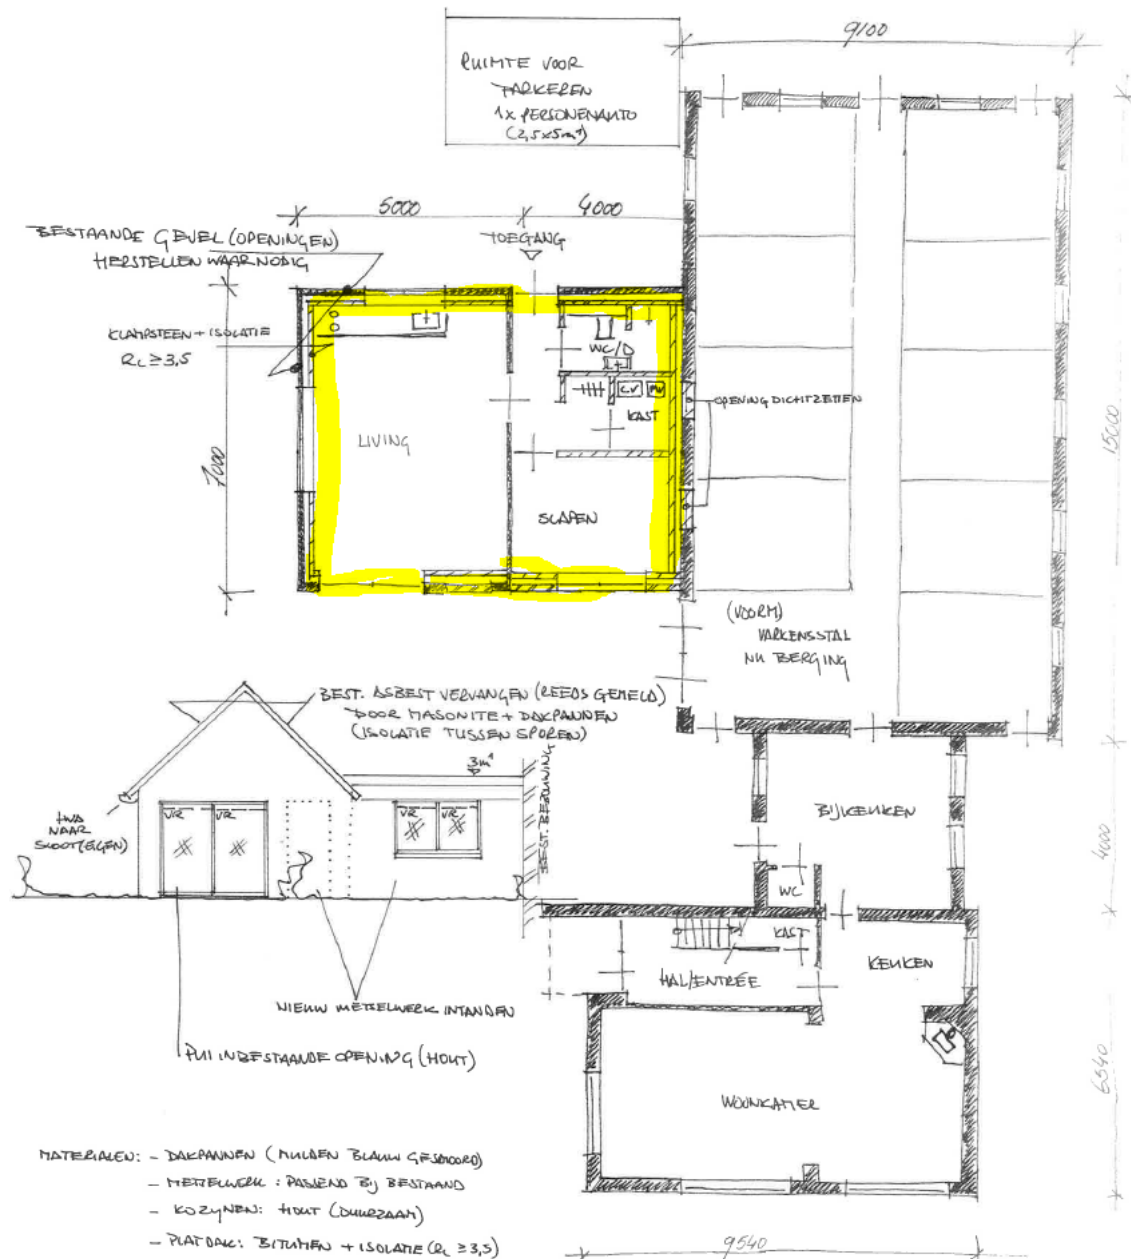 9100
RUIMTE VOOR
PARKEREN
1x PERSONENAUTO
(2,5x5m¹)
5000
4000
BESTAANDE GEVEL (OPENINGEN)
HERSTELLEN WAAR NODIG
TOEGANG
KLAMPSTEEN + ISOLATIE
Rc ≥ 3,5
WC/D
CV
KAST
OPENING DICHTZETTEN
LIVING
7000
15000
SLAPEN
(VOORM)
VARKENSSTAL
NU BERGING
BEST. ASBEST VERVANGEN (REEDS GEMELD)
DOOR MASONITE + DAKPANNEN
(ISOLATIE TUSSEN SPOREN)
3m¹
BEST. BEBOUWING
HWA
NAAR
SLOOT (EIGEN)
VR
VR
VR
VR
BIJKEUKEN
4000
WC
KAST
KEUKEN
HAL/ENTRÉE
NIEUW METSELWERK INTANDEN
PUI IN BESTAANDE OPENING (HOUT)
WOONKAMER
6540
MATERIALEN: - DAKPANNEN (MULDEN BLAUW GESMOORD)
- METSELWERK : PASSEND BIJ BESTAAND
- KOZIJNEN: HOUT (DUURZAAM)
- PLATDAK: BITUMEN + ISOLATIE (Rc ≥ 3,5)
9540